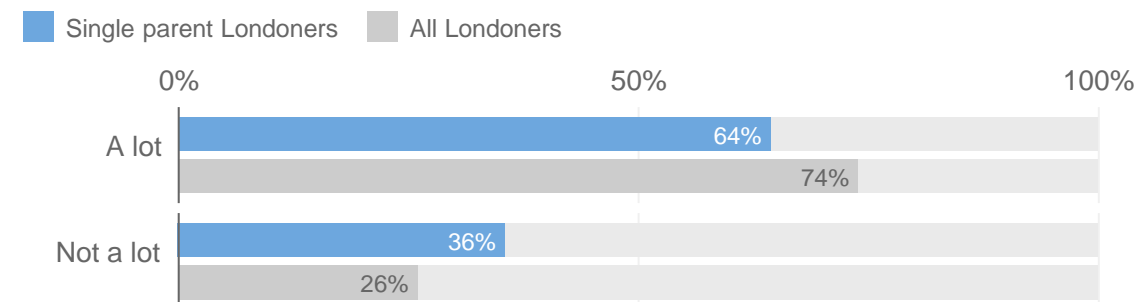 Single parent Londoners All Londoners
0% 50% 100%
A lot
64%
74%
Not a lot
36%
26%